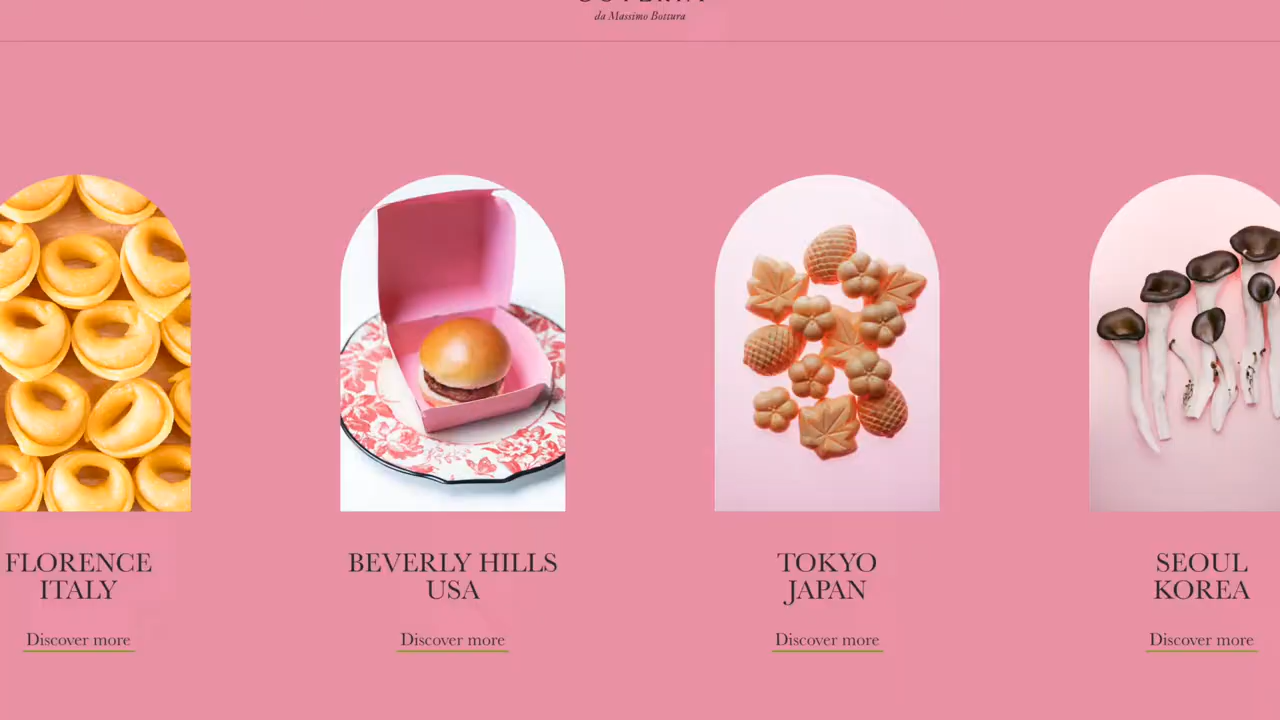 da Massimo Bottura
FLORENCE
ITALY
Discover more
BEVERLY HILLS
USA
Discover more
TOKYO
JAPAN
Discover more
SEOUL
KOREA
Discover more